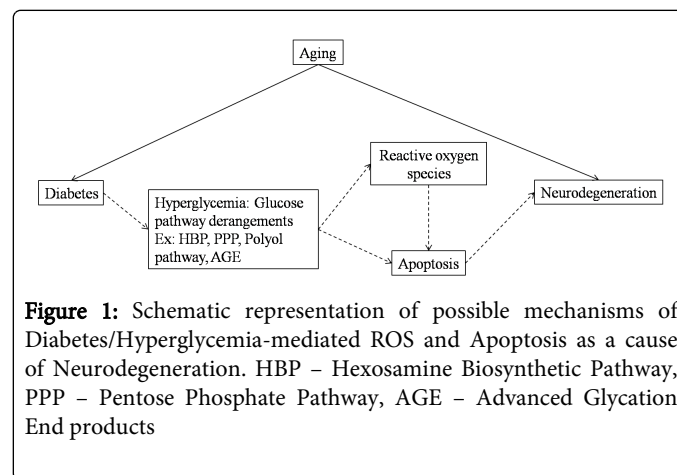 Aging
Diabetes
Hyperglycemia: Glucose
pathway derangements
Ex: HBP, PPP, Polyol
pathway, AGE
Reactive oxygen
species
Apoptosis
Neurodegeneration
Figure 1: Schematic representation of possible mechanisms of
Diabetes/Hyperglycemia-mediated ROS and Apoptosis as a cause
of Neurodegeneration. HBP – Hexosamine Biosynthetic Pathway,
PPP – Pentose Phosphate Pathway, AGE – Advanced Glycation
End products